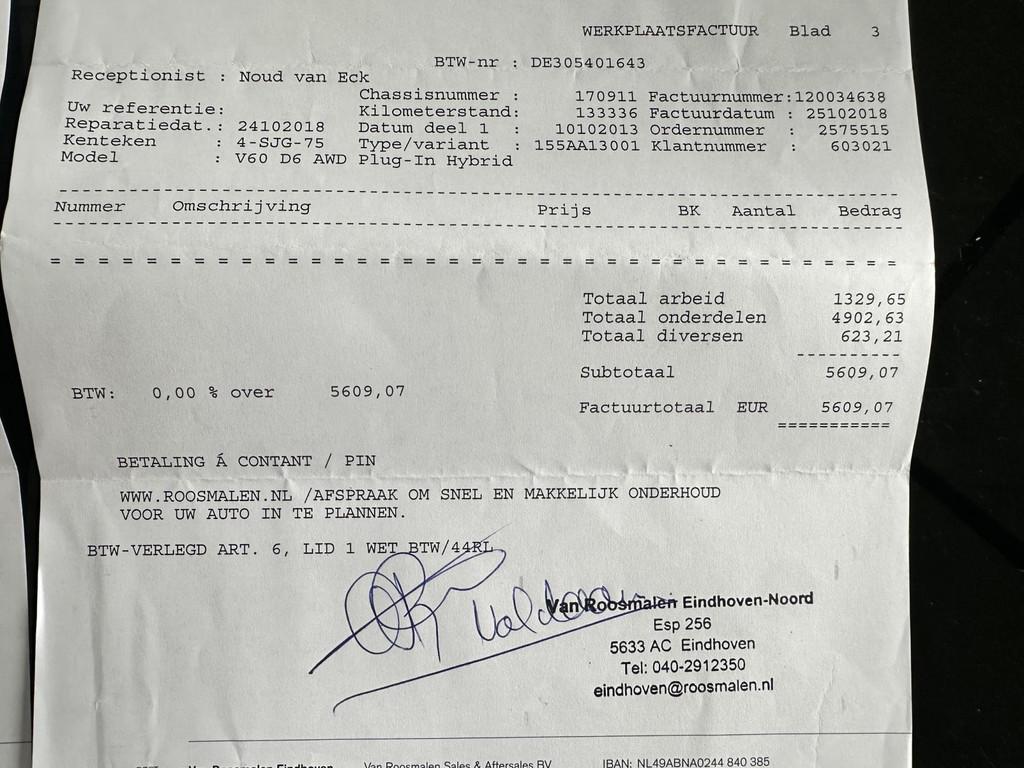 WERKPLAATSFACTUUR Blad 3
BTW-nr : DE305401643
Receptionist : Noud van Eck
Chassisnummer : 170911 Factuurnummer:120034638
Uw referentie: Kilometerstand: 133336 Factuurdatum : 25102018
Reparatiedat.: 24102018 Datum deel 1 : 10102013 Ordernummer : 2575515
Kenteken : 4-SJG-75 Type/variant : 155AA13001 Klantnummer : 603021
Model : V60 D6 AWD Plug-In Hybrid
Nummer Omschrijving Prijs BK Aantal Bedrag
Totaal arbeid 1329,65
Totaal onderdelen 4902,63
Totaal diversen 623,21
Subtotaal 5609,07
BTW: 0,00 % over 5609,07
Factuurtotaal EUR 5609,07
BETALING Á CONTANT / PIN
WWW.ROOSMALEN.NL /AFSPRAAK OM SNEL EN MAKKELIJK ONDERHOUD
VOOR UW AUTO IN TE PLANNEN.
BTW-VERLEGD ART. 6, LID 1 WET BTW/44RL
Voldaan
Van Roosmalen Eindhoven-Noord
Esp 256
5633 AC Eindhoven
Tel: 040-2912350
eindhoven@roosmalen.nl
Van Roosmalen Eindhoven Van Roosmalen Sales & Aftersales BV IBAN: NL49ABNA0244 840 385